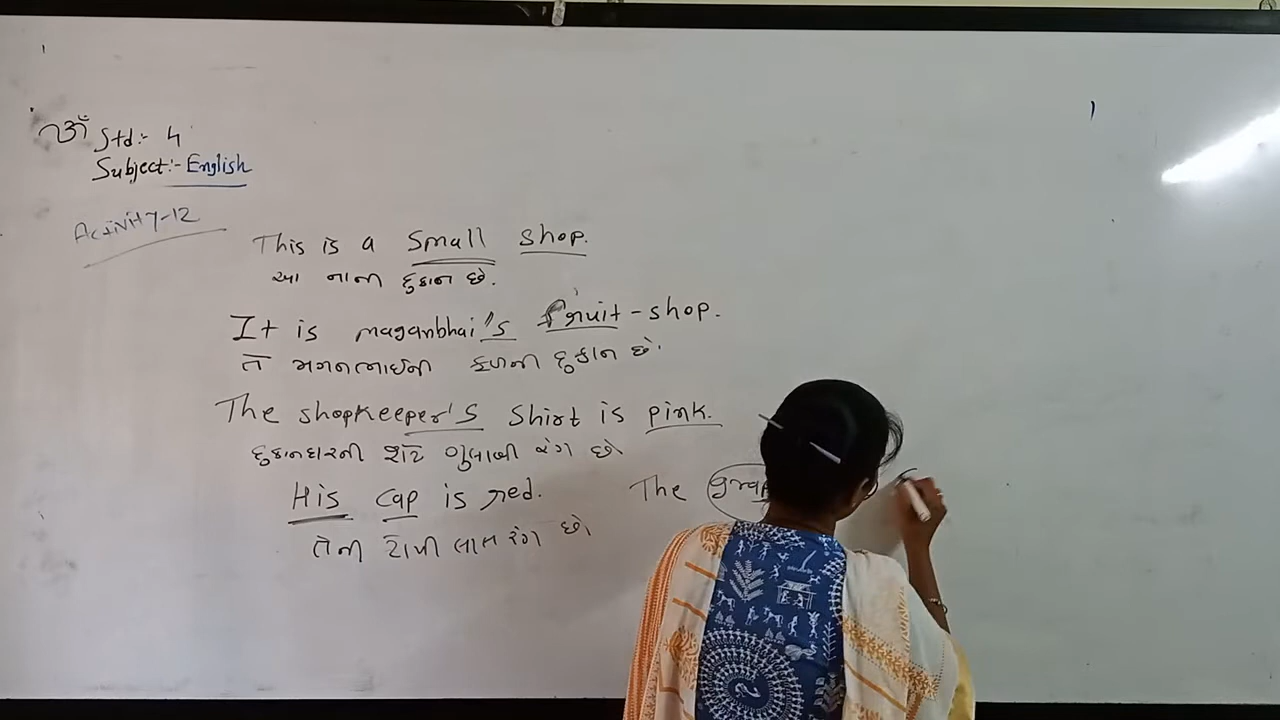 ૐ Std:- 4
Subject:- English
Activity-12
This is a small shop.
આ નાની દુકાન છે.
It is maganbhai's fruit-shop.
તે મગનભાઈની ફળની દુકાન છે.
The shopkeeper's shirt is pink.
દુકાનદારની શર્ટ ગુલાબી રંગ છે
His cap is red. The
તેની ટોપી લાલ રંગ છે